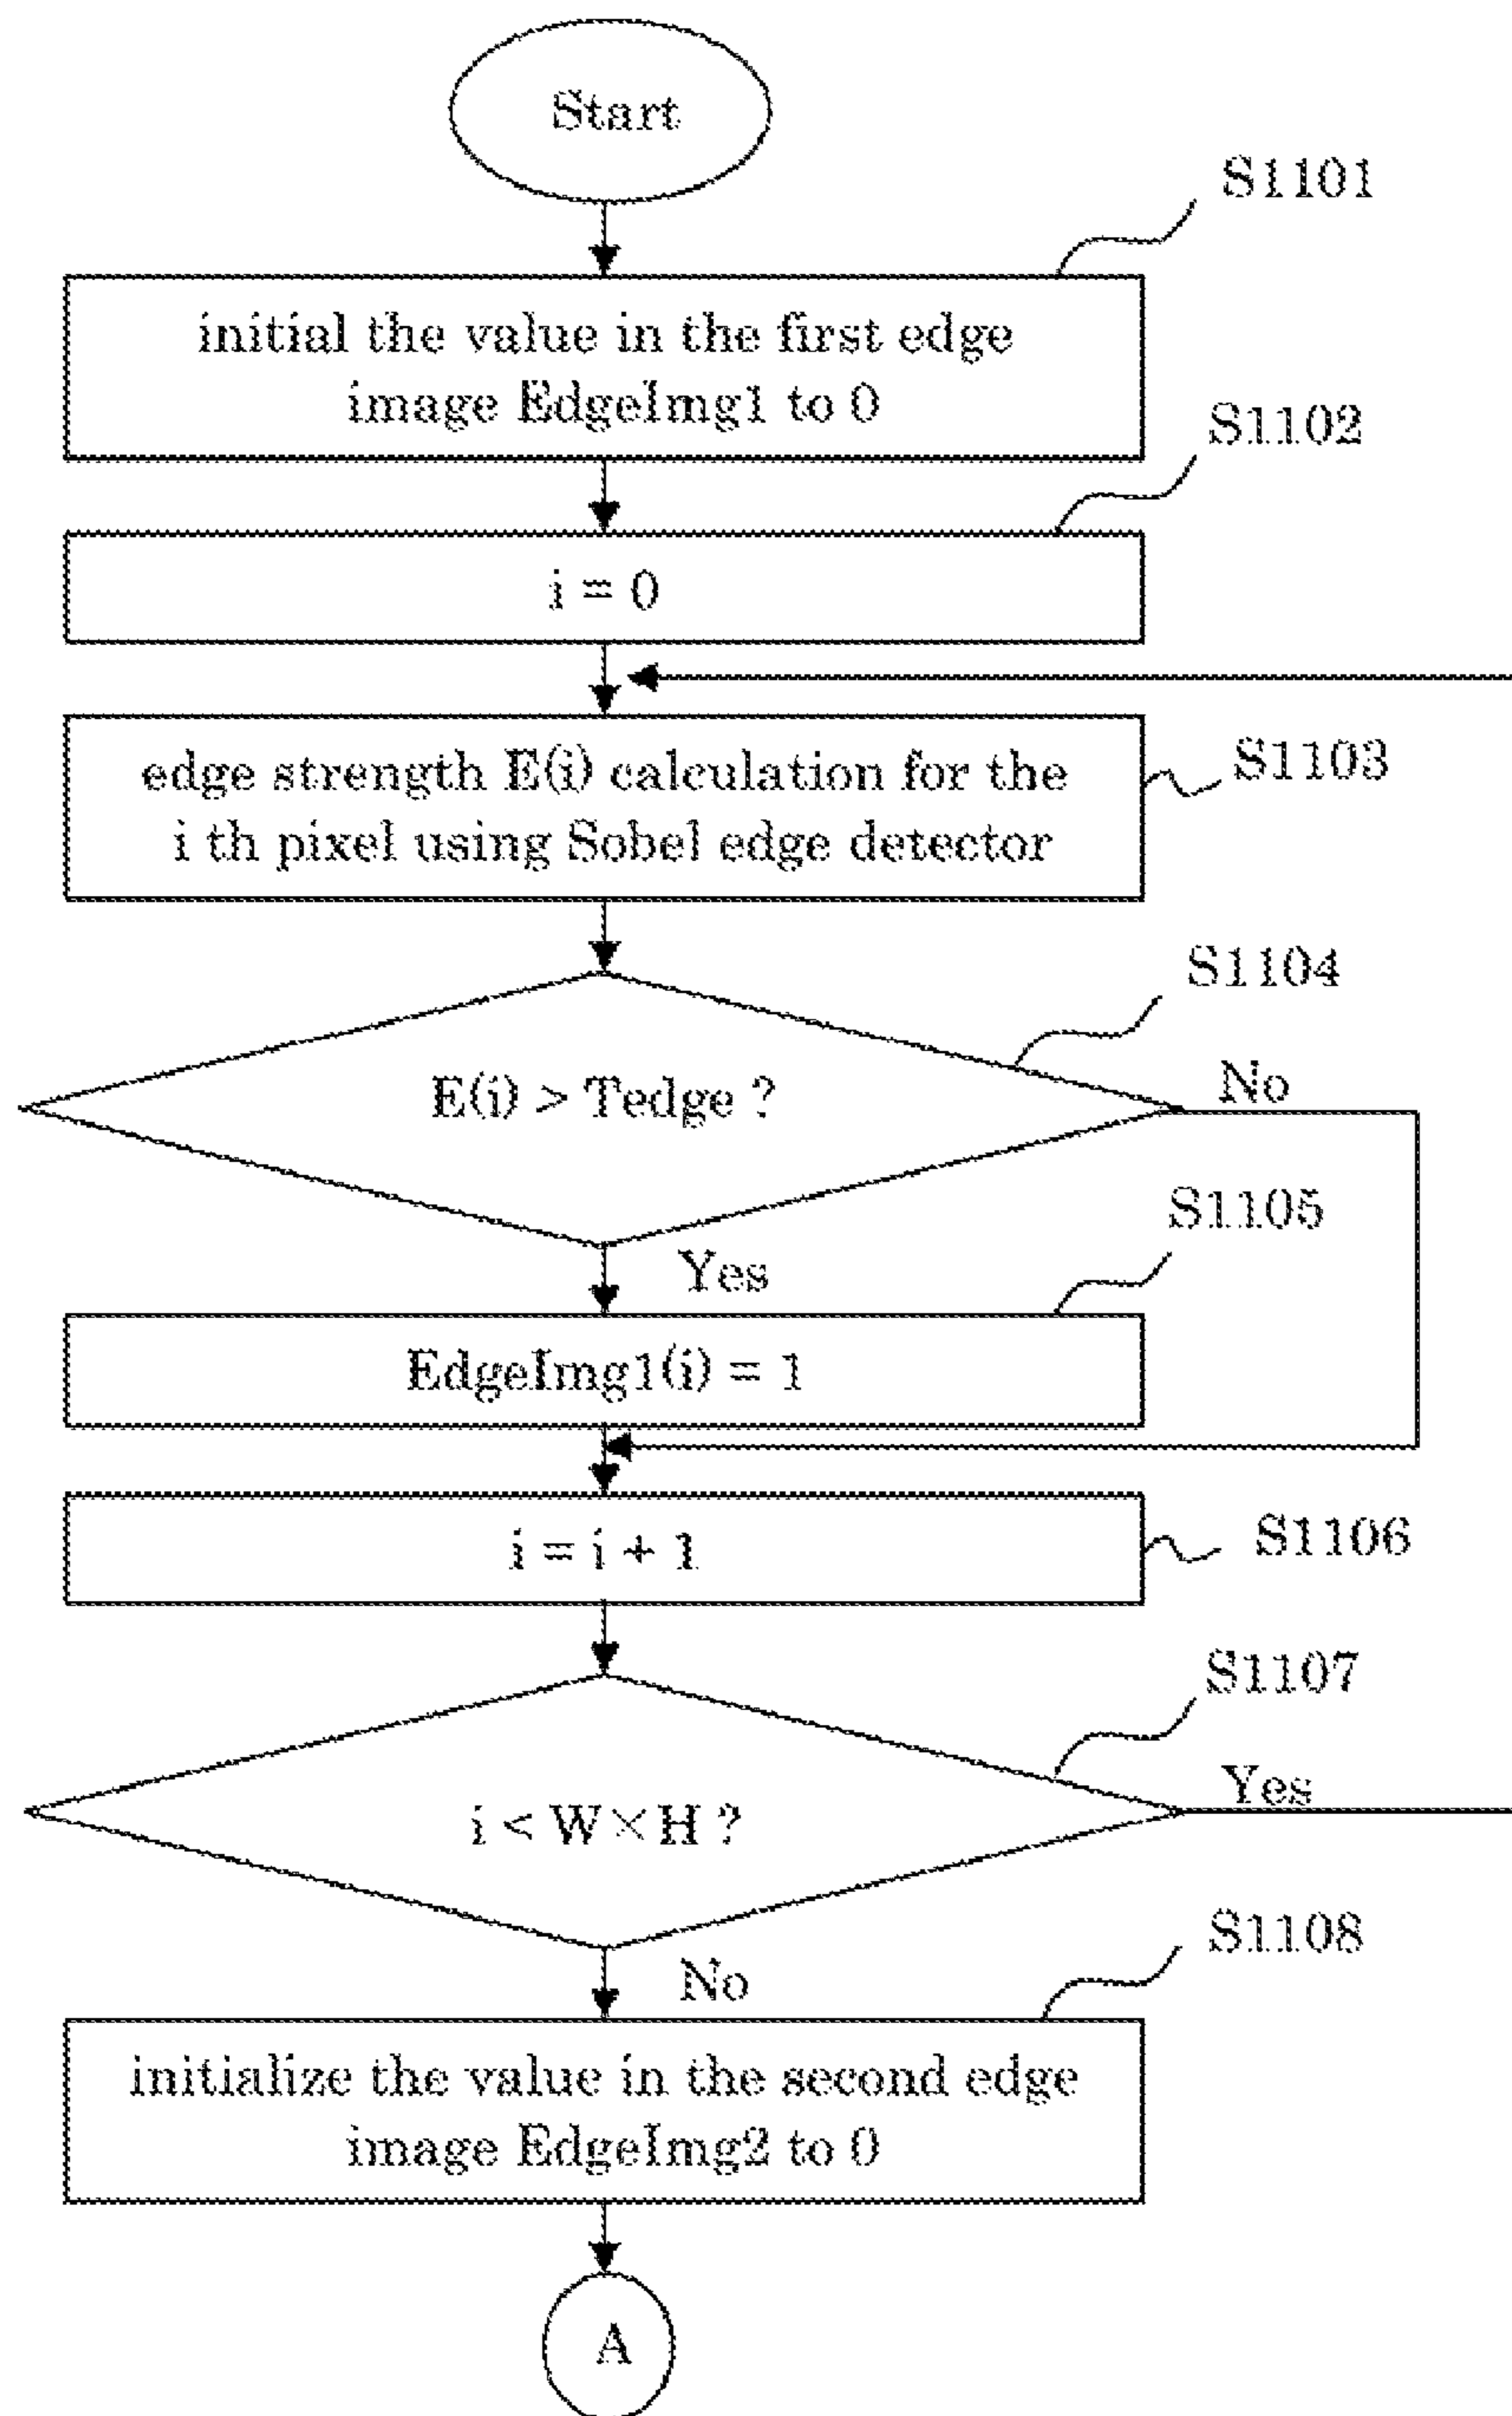 Start
S1101
initial the value in the first edge
image EdgeImg1 to 0
S1102
i = 0
S1103
edge strength E(i) calculation for the
i th pixel using Sobel edge detector
S1104
E(i) > Tedge ?
No
S1105
Yes
EdgeImg1(i) = 1
i = i + 1
S1106
S1107
Yes
i < W×H ?
S1108
No
initialize the value in the second edge
image EdgeImg2 to 0
A